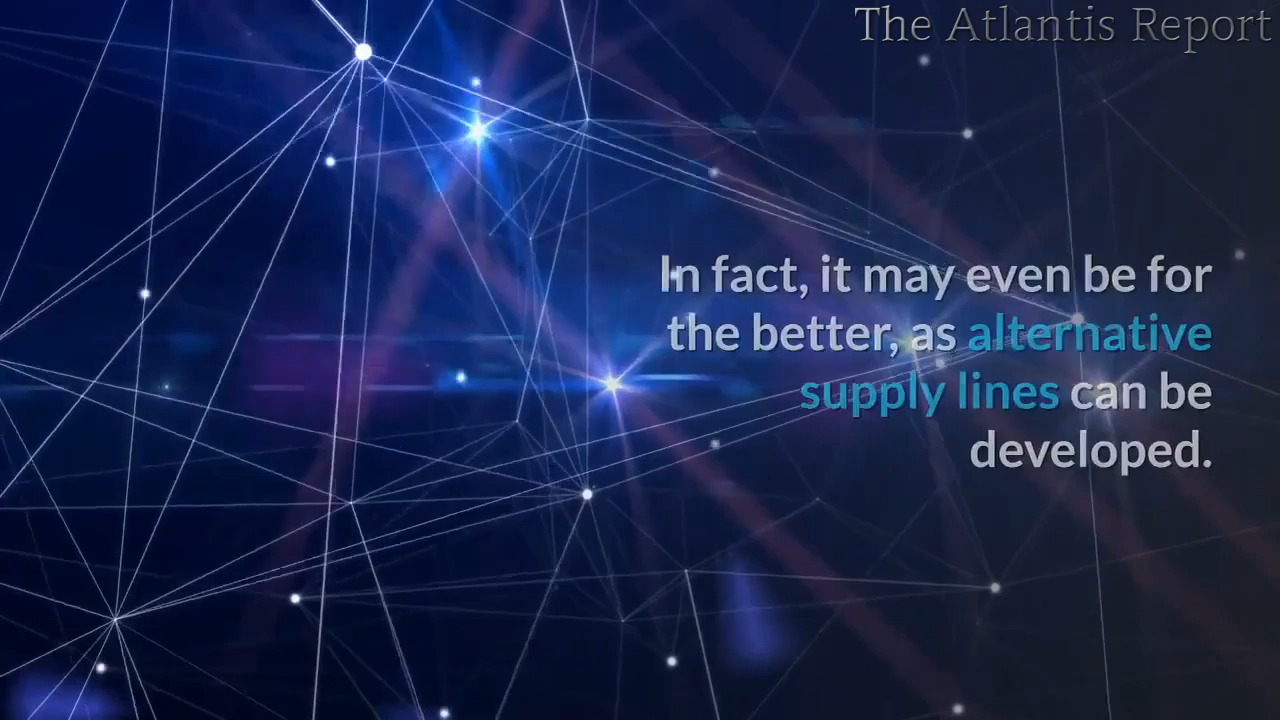 The Atlantis Report
In fact, it may even be for
the better, as alternative
supply lines can be
developed.